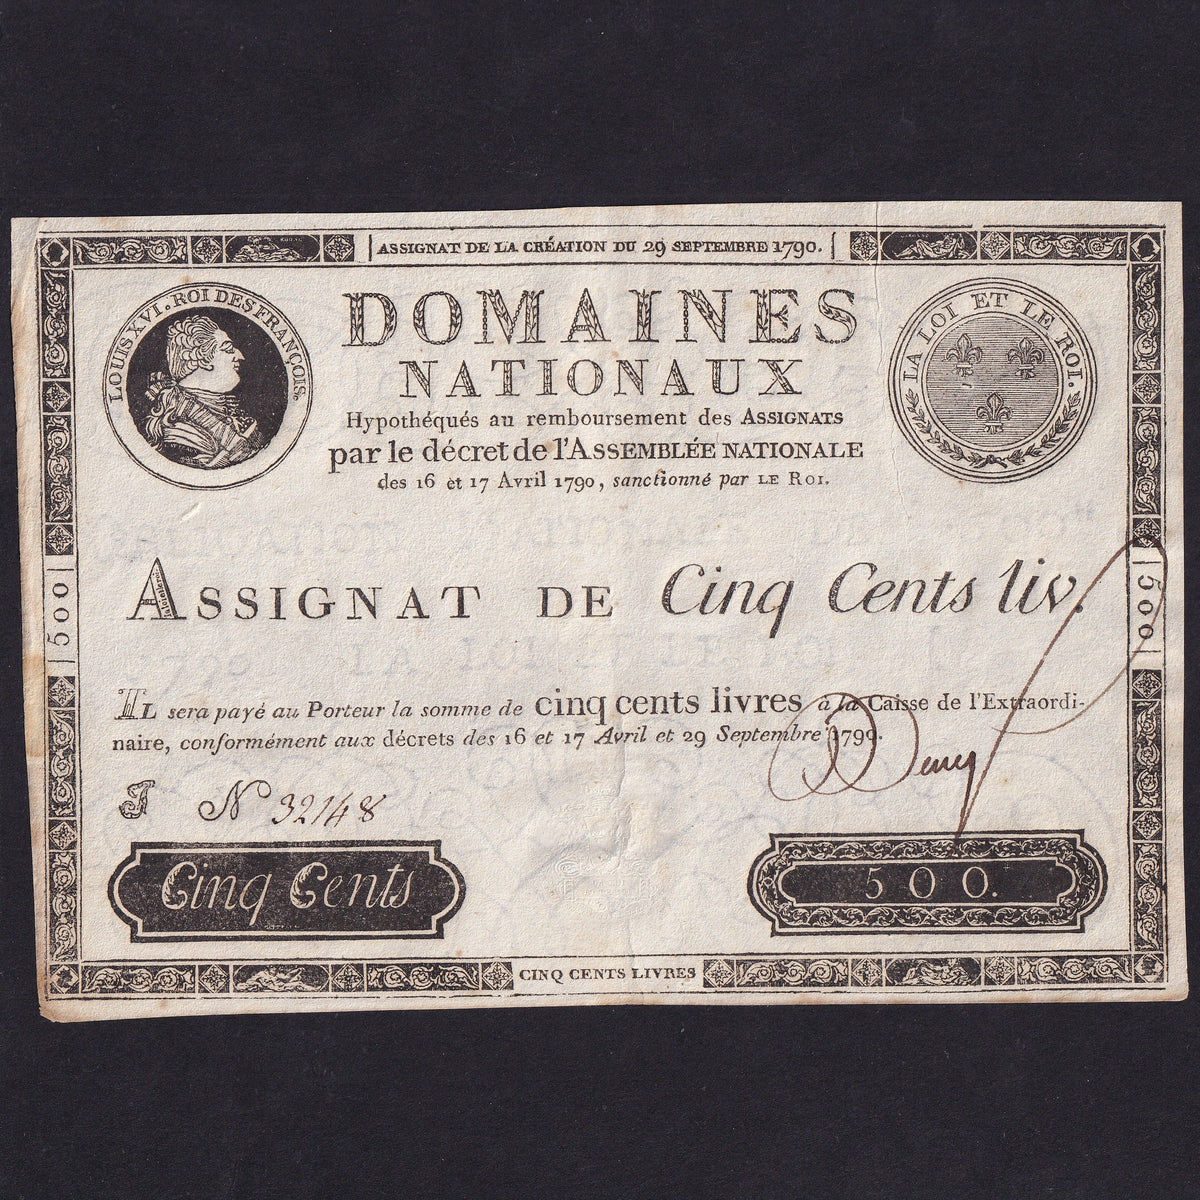 ASSIGNAT DE LA CRÉATION DU 29 SEPTEMBRE 1790.
LOUIS XVI. ROI DES FRANÇOIS.
DOMAINES
NATIONAUX
Hypothéqués au remboursement des ASSIGNATS
par le décret de l'ASSEMBLÉE NATIONALE
des 16 et 17 Avril 1790, sanctionné par LE ROI.
LA LOI ET LE ROI.
500
ASSIGNAT DE Cinq Cents liv.
500
IL sera payé au Porteur la somme de cinq cents livres à la Caisse de l'Extraordi-
naire, conformément aux décrets des 16 et 17 Avril et 29 Septembre 1790.
N 32148
Cinq Cents
500.
CINQ CENTS LIVRES